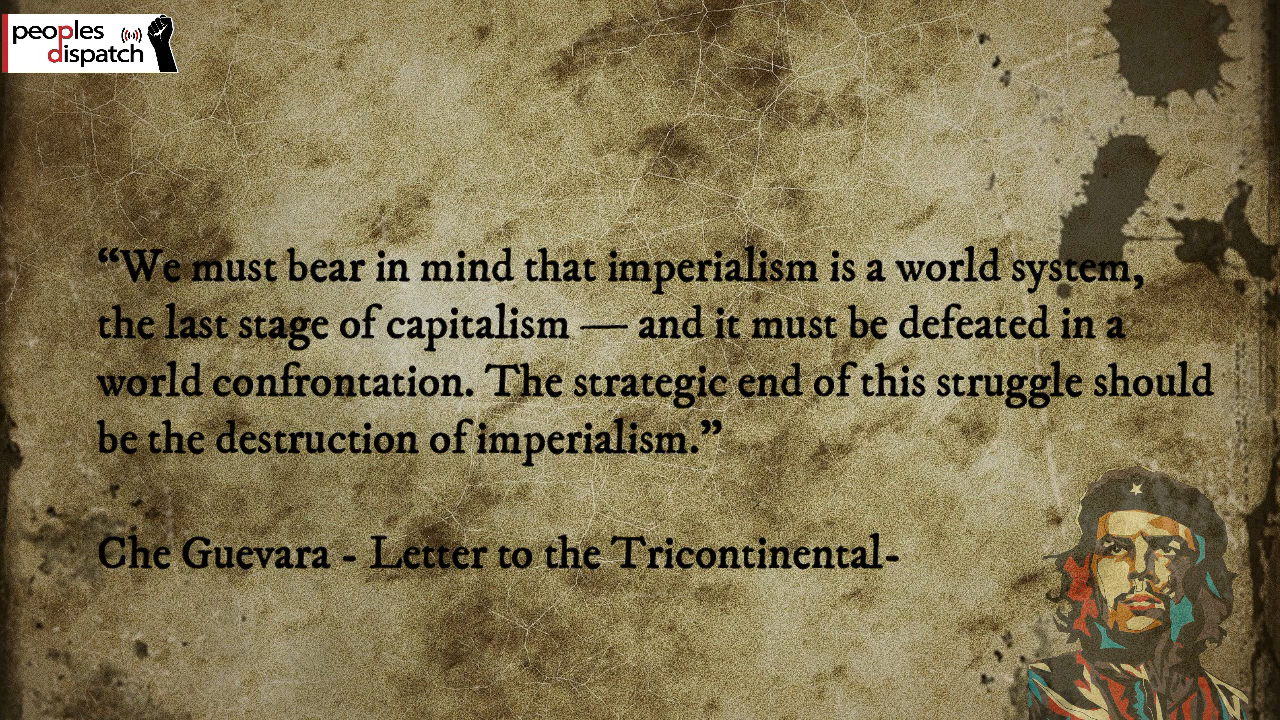 peoples
dispatch
“We must bear in mind that imperialism is a world system,
the last stage of capitalism — and it must be defeated in a
world confrontation. The strategic end of this struggle should
be the destruction of imperialism.”
Che Guevara - Letter to the Tricontinental-